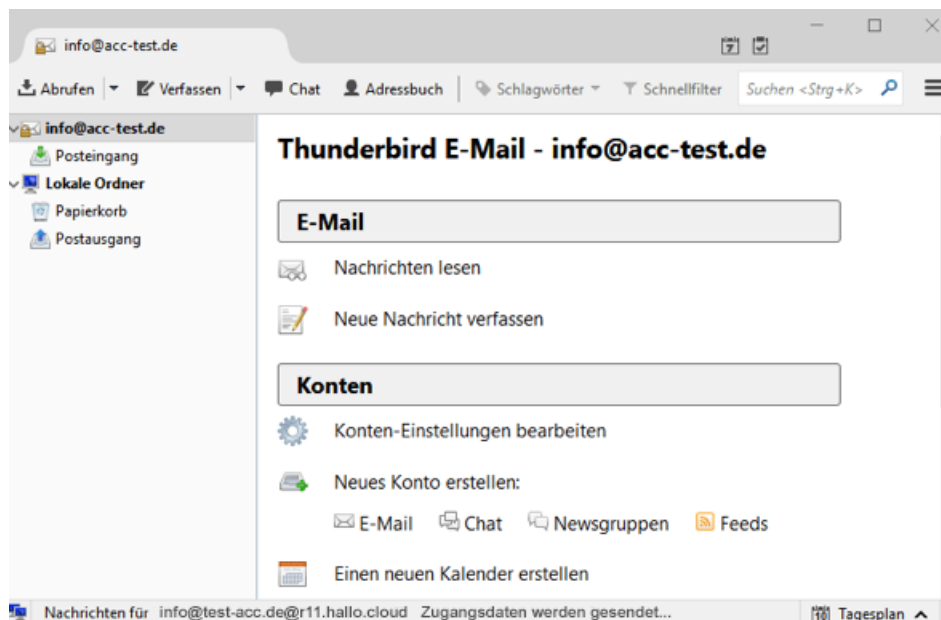 info@acc-test.de
Abrufen Verfassen Chat Adressbuch Schlagwörter Schnellfilter Suchen <Strg+K>
info@acc-test.de
Posteingang
Lokale Ordner
Papierkorb
Postausgang
Thunderbird E-Mail - info@acc-test.de
E-Mail
Nachrichten lesen
Neue Nachricht verfassen
Konten
Konten-Einstellungen bearbeiten
Neues Konto erstellen:
E-Mail Chat Newsgruppen Feeds
Einen neuen Kalender erstellen
Nachrichten für info@test-acc.de@r11.hallo.cloud Zugangsdaten werden gesendet... Tagesplan